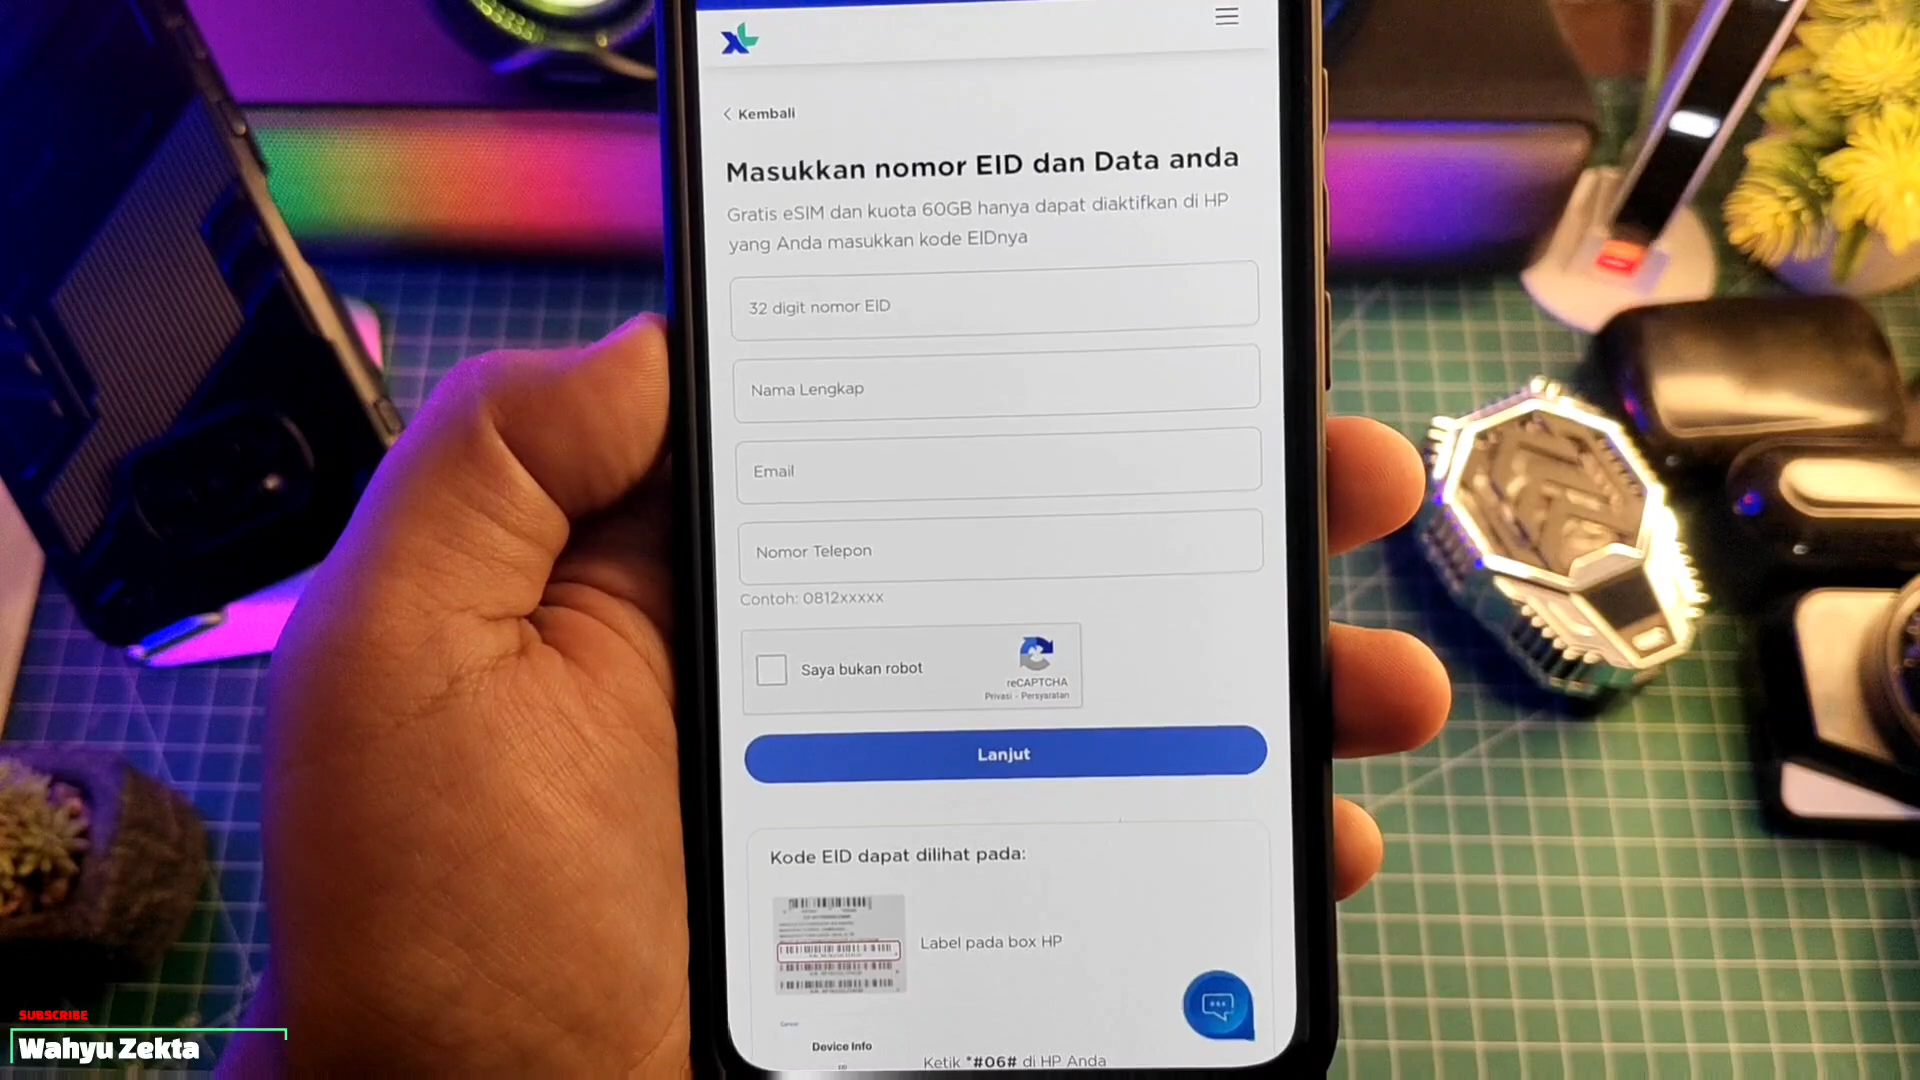 XL
Kembali
Masukkan nomor EID dan Data anda
Gratis eSIM dan kuota 60GB hanya dapat diaktifkan di HP
yang Anda masukkan kode EIDnya
32 digit nomor EID
Nama Lengkap
Email
Nomor Telepon
Contoh: 0812xxxxx
Saya bukan robot
reCAPTCHA
Privasi - Persyaratan
Lanjut
Kode EID dapat dilihat pada:
Label pada box HP
Cancel
Device Info
EID
Ketik *#06# di HP Anda
SUBSCRIBE
Wahyu Zekta